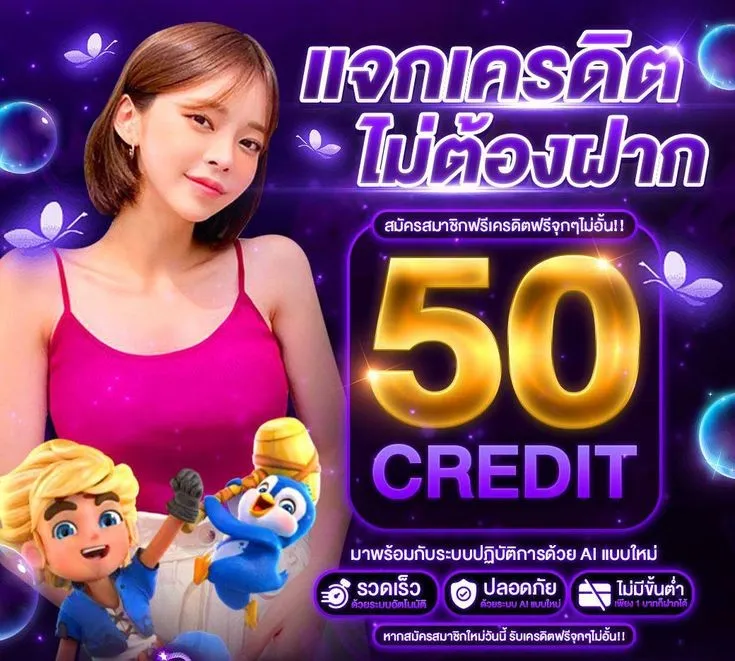 แจกเครดิต
ไม่ต้องฝาก
สมัครสมาชิกฟรีเครดิตฟรีจุกๆไม่อั้น!!
50
CREDIT
มาพร้อมกับระบบปฏิบัติการด้วย AI แบบใหม่
รวดเร็ว
ด้วยระบบอัตโนมัติ
ปลอดภัย
ด้วยระบบ AI แบบใหม่
ไม่มีขั้นต่ำ
เพียง 1 บาทก็ฝากได้
หากสมัครสมาชิกใหม่วันนี้ รับเครดิตฟรีจุกๆไม่อั้น!!